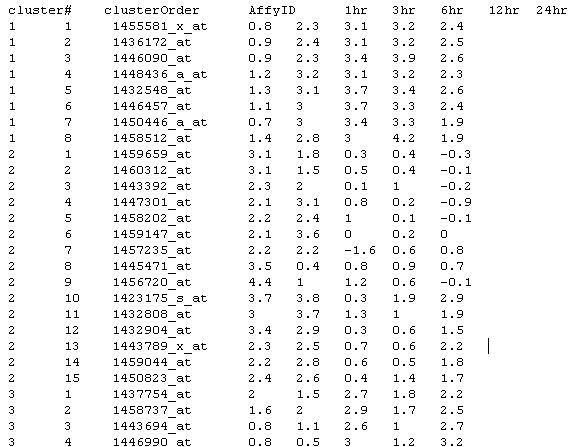 cluster# clusterOrder AffyID 1hr 3hr 6hr 12hr 24hr
1 1 1455581_x_at 0.8 2.3 3.1 3.2 2.4
1 2 1436172_at 0.9 2.4 3.1 3.2 2.5
1 3 1446090_at 0.9 2.3 3.4 3.9 2.6
1 4 1448436_a_at 1.2 3.2 3.1 3.2 2.3
1 5 1432548_at 1.3 3.1 3.7 3.4 2.6
1 6 1446457_at 1.1 3 3.7 3.3 2.4
1 7 1450446_a_at 0.7 3 3.4 3.3 1.9
1 8 1458512_at 1.4 2.8 3 4.2 1.9
2 1 1459659_at 3.1 1.8 0.3 0.4 -0.3
2 2 1460312_at 3.1 1.5 0.5 0.4 -0.1
2 3 1443392_at 2.3 2 0.1 1 -0.2
2 4 1447301_at 2.1 3.1 0.8 0.2 -0.9
2 5 1458202_at 2.2 2.4 1 0.1 -0.1
2 6 1459147_at 2.1 3.6 0 0.2 0
2 7 1457235_at 2.2 2.2 -1.6 0.6 0.8
2 8 1445471_at 3.5 0.4 0.8 0.9 0.7
2 9 1456720_at 4.4 1 1.2 0.6 -0.1
2 10 1423175_s_at 3.7 3.8 0.3 1.9 2.9
2 11 1432808_at 3 3.7 1.3 1 1.9
2 12 1432904_at 3.4 2.9 0.3 0.6 1.5
2 13 1443789_x_at 2.3 2.5 0.7 0.6 2.2
2 14 1459044_at 2.2 2.8 0.6 0.5 1.8
2 15 1450823_at 2.4 2.6 0.4 1.4 1.7
3 1 1437754_at 2 1.5 2.7 1.8 2.2
3 2 1458737_at 1.6 2 2.9 1.7 2.5
3 3 1443694_at 0.8 1.1 2.6 1 2.7
3 4 1446990_at 0.8 0.5 3 1.2 3.2